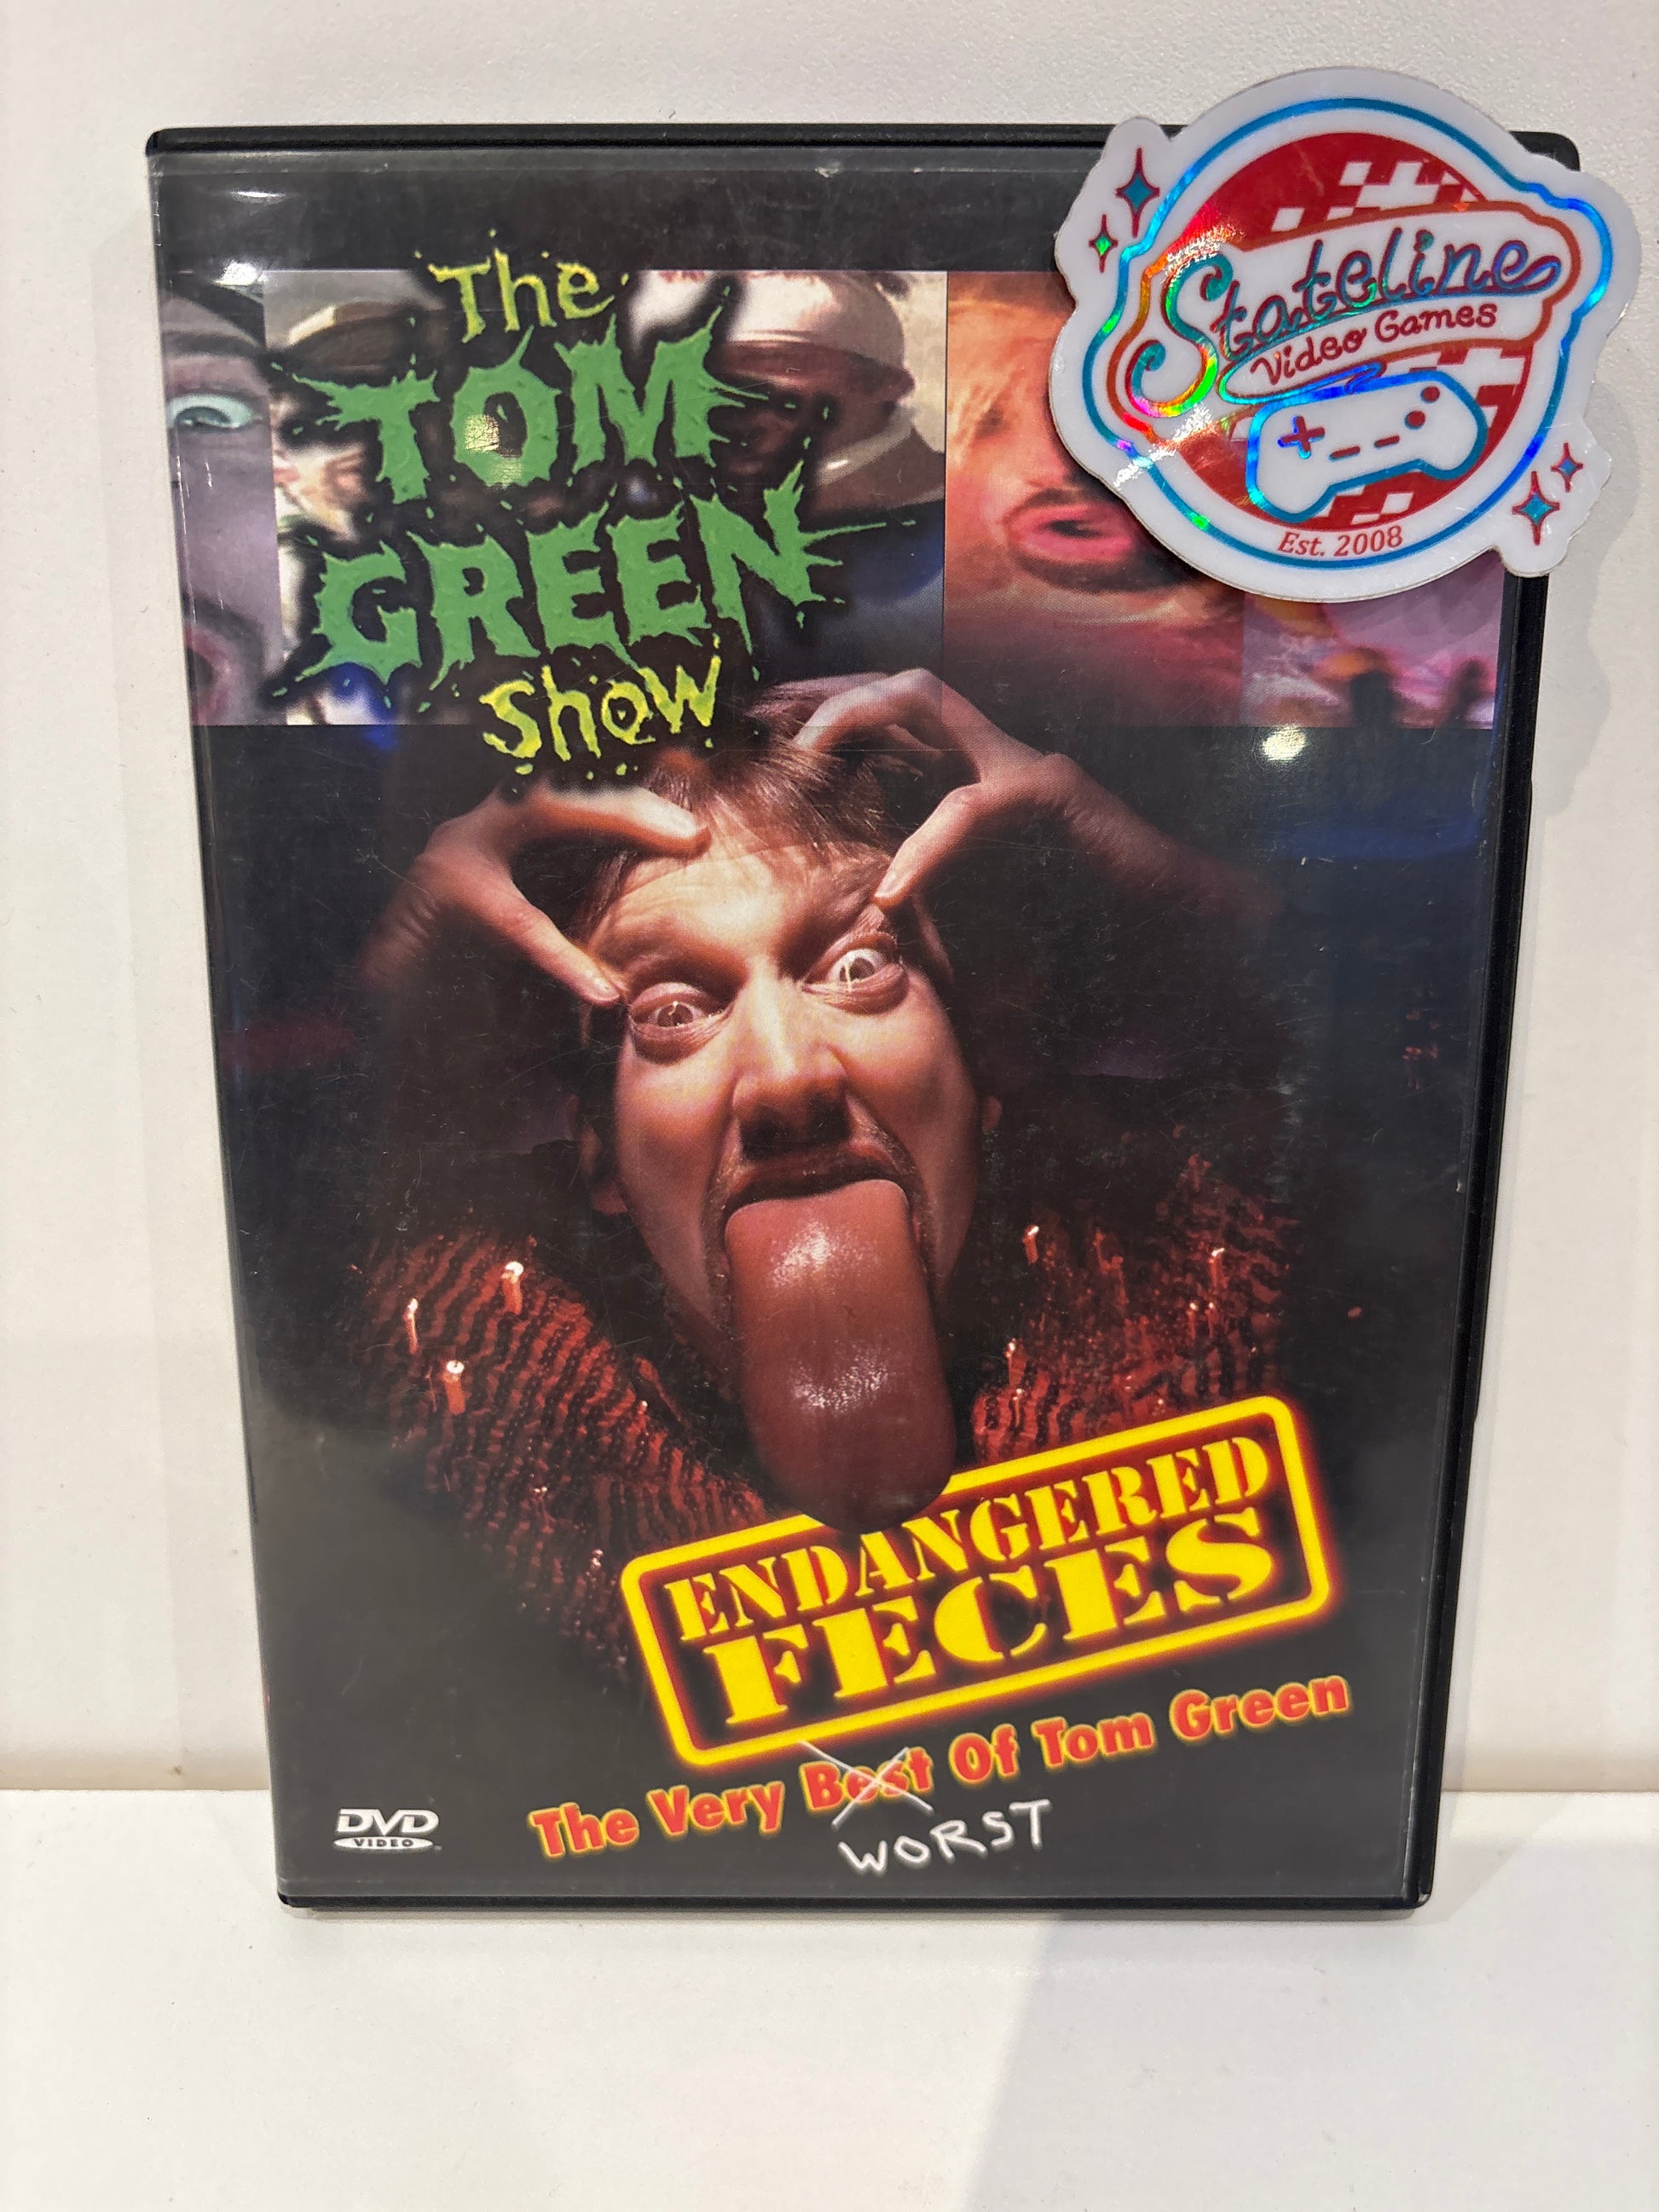 The
TOM
GREEN
Show
Stateline
Video Games
Est. 2008
ENDANGERED
FECES
The Very Best Of Tom Green
WORST
DVD
VIDEO